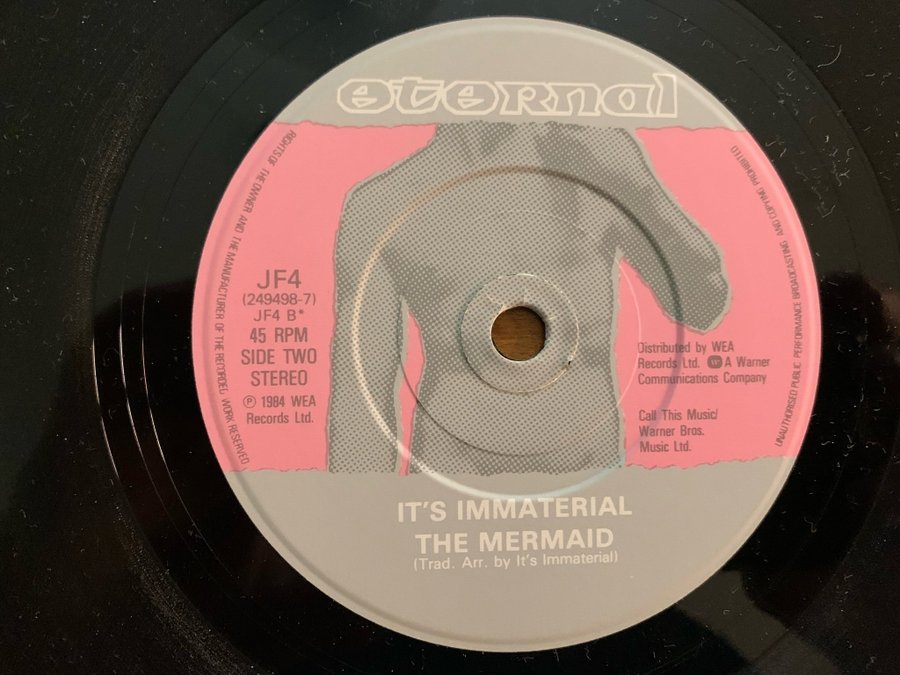 eternal
RIGHTS OF THE OWNER AND THE MANUFACTURER OF THE RECORDED WORK RESERVED
UNAUTHORISED PUBLIC PERFORMANCE BROADCASTING AND COPYING PROHIBITED
JF4
(249498-7)
JF4 B*
45 RPM
SIDE TWO
STEREO
℗ 1984 WEA
Records Ltd.
Distributed by WEA
Records Ltd. A Warner
Communications Company
Call This Music/
Warner Bros.
Music Ltd.
IT'S IMMATERIAL
THE MERMAID
(Trad. Arr. by It's Immaterial)